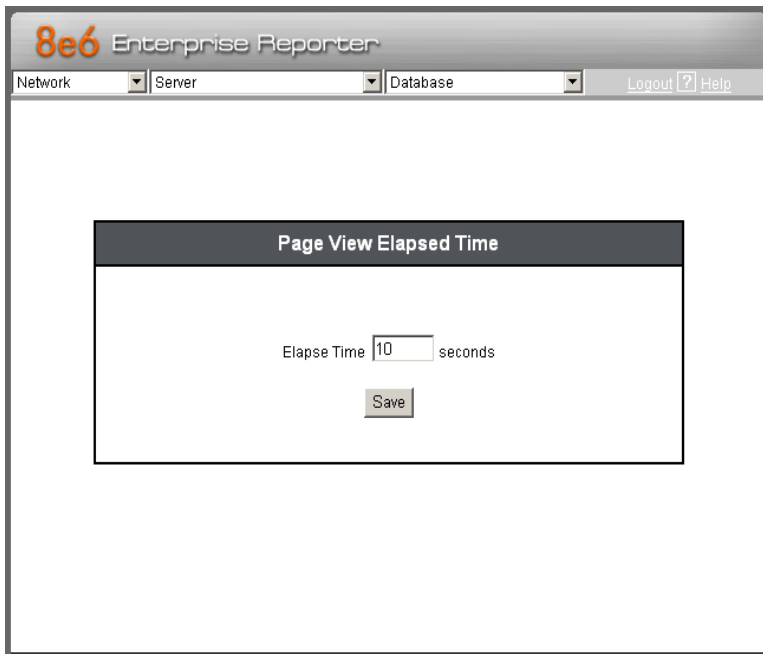 8e6 Enterprise Reporter
Network Server Database Logout ? Help
Page View Elapsed Time
Elapse Time 10 seconds
Save